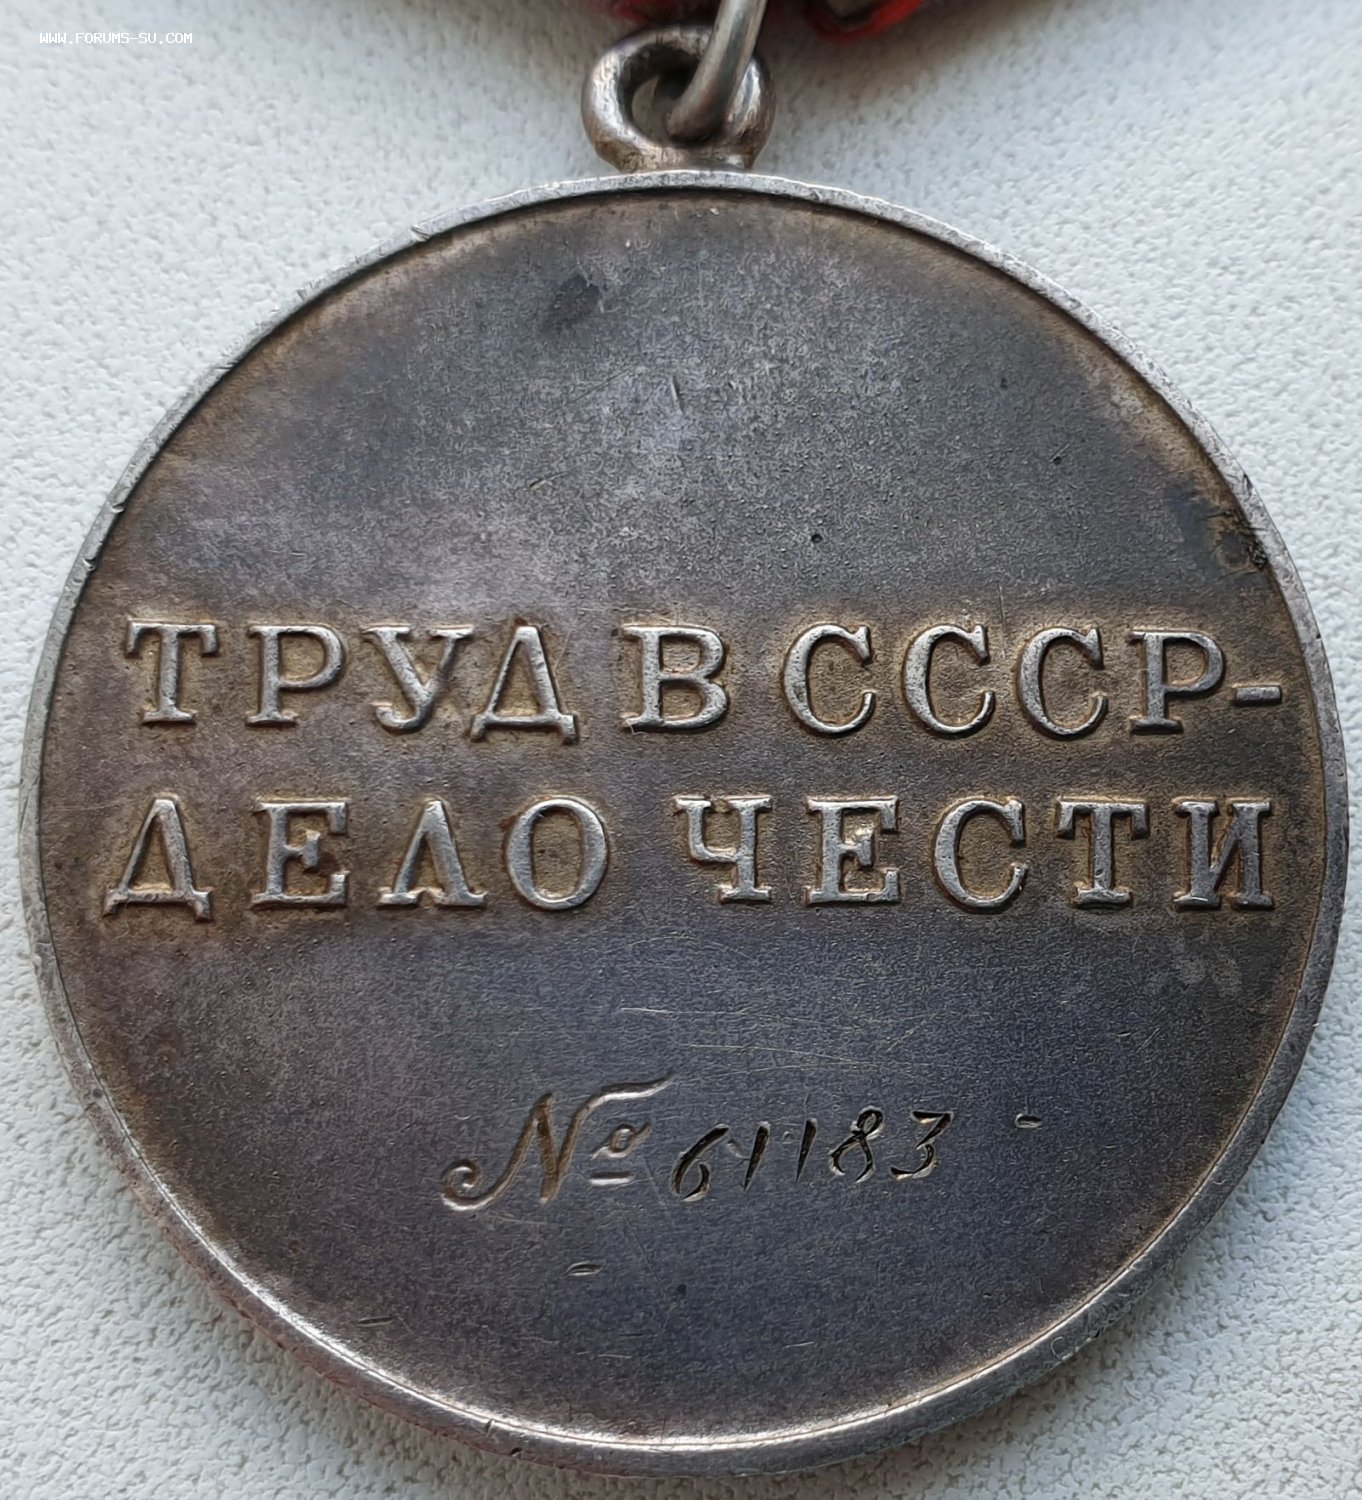 WWW.FORUMS-SU.COM
ТРУД В СССР-
ДЕЛО ЧЕСТИ
№ 61183